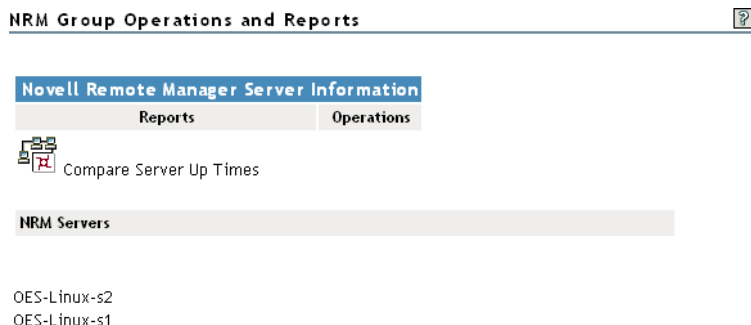 NRM Group Operations and Reports ?
Novell Remote Manager Server Information
Reports Operations
Compare Server Up Times
NRM Servers
OES-Linux-s2
OES-Linux-s1